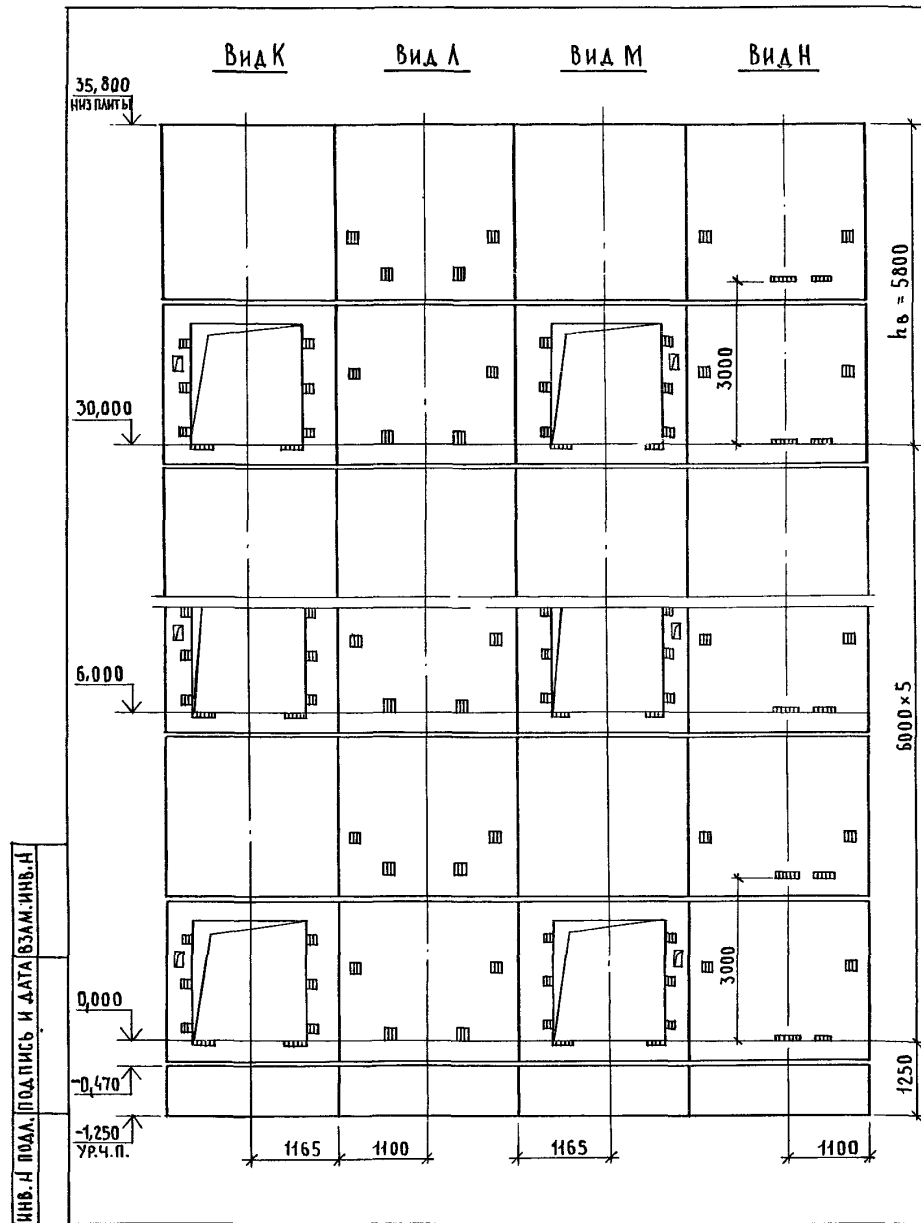 Вид К
Вид Л
Вид М
Вид Н
35,800
НИЗ ПЛИТЫ
hв = 5800
3000
30,000
6,000
6000×5
3000
0,000
-0,470
-1,250
УР.Ч.П.
1250
1165
1100
1165
1100
ИНВ.№ ПОДЛ.
ПОДПИСЬ И ДАТА
ВЗАМ.ИНВ.№